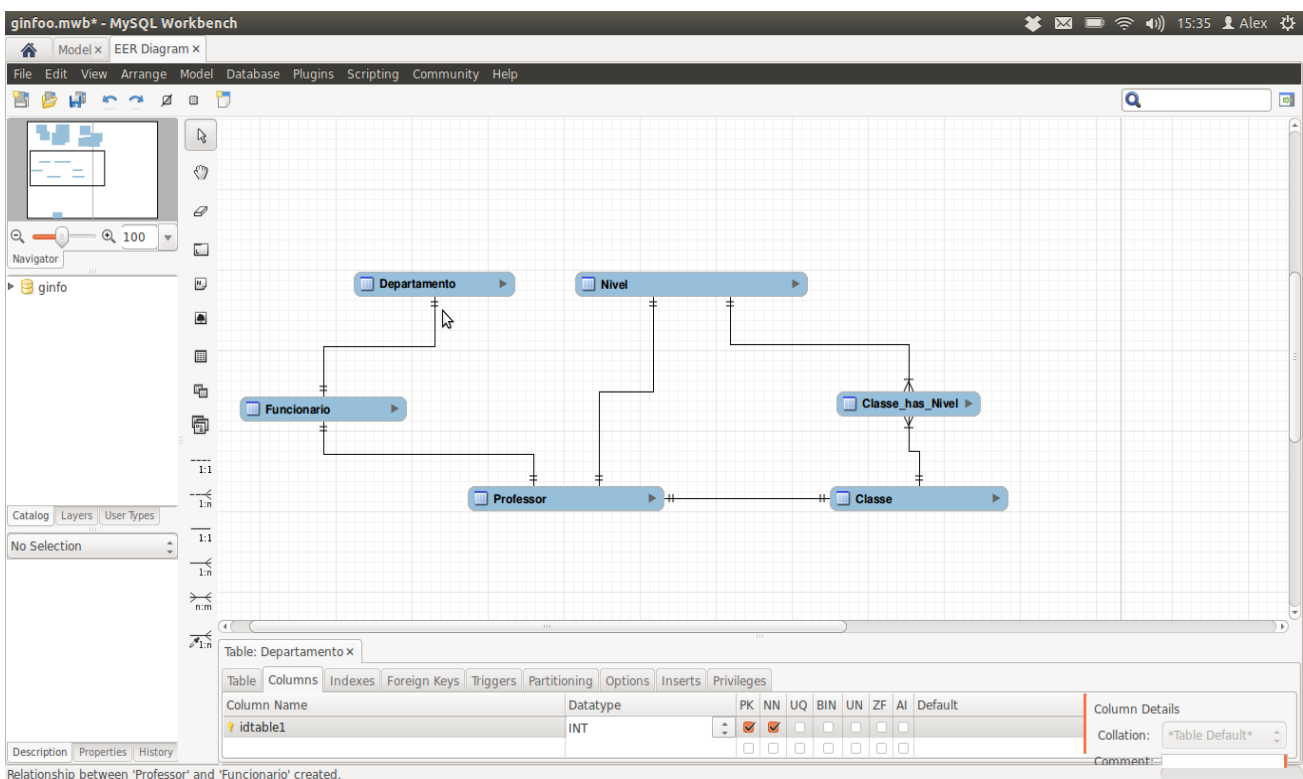 ginfoo.mwb* - MySQL Workbench
15:35 Alex
Model × EER Diagram ×
File Edit View Arrange Model Database Plugins Scripting Community Help
100
Navigator
ginfo
Departamento
Nivel
Funcionario
Classe_has_Nivel
Professor
Classe
1:1
1:n
1:1
1:n
n:m
1:n
Catalog Layers User Types
No Selection
Table: Departamento ×
Table Columns Indexes Foreign Keys Triggers Partitioning Options Inserts Privileges
Column Name Datatype PK NN UQ BIN UN ZF AI Default
idtable1 INT
Column Details
Collation: *Table Default*
Comment:
Description Properties History
Relationship between 'Professor' and 'Funcionario' created.